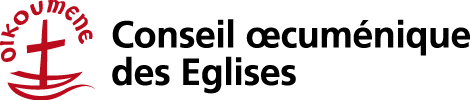 OIKOUMENE
Conseil œcuménique
des Eglises